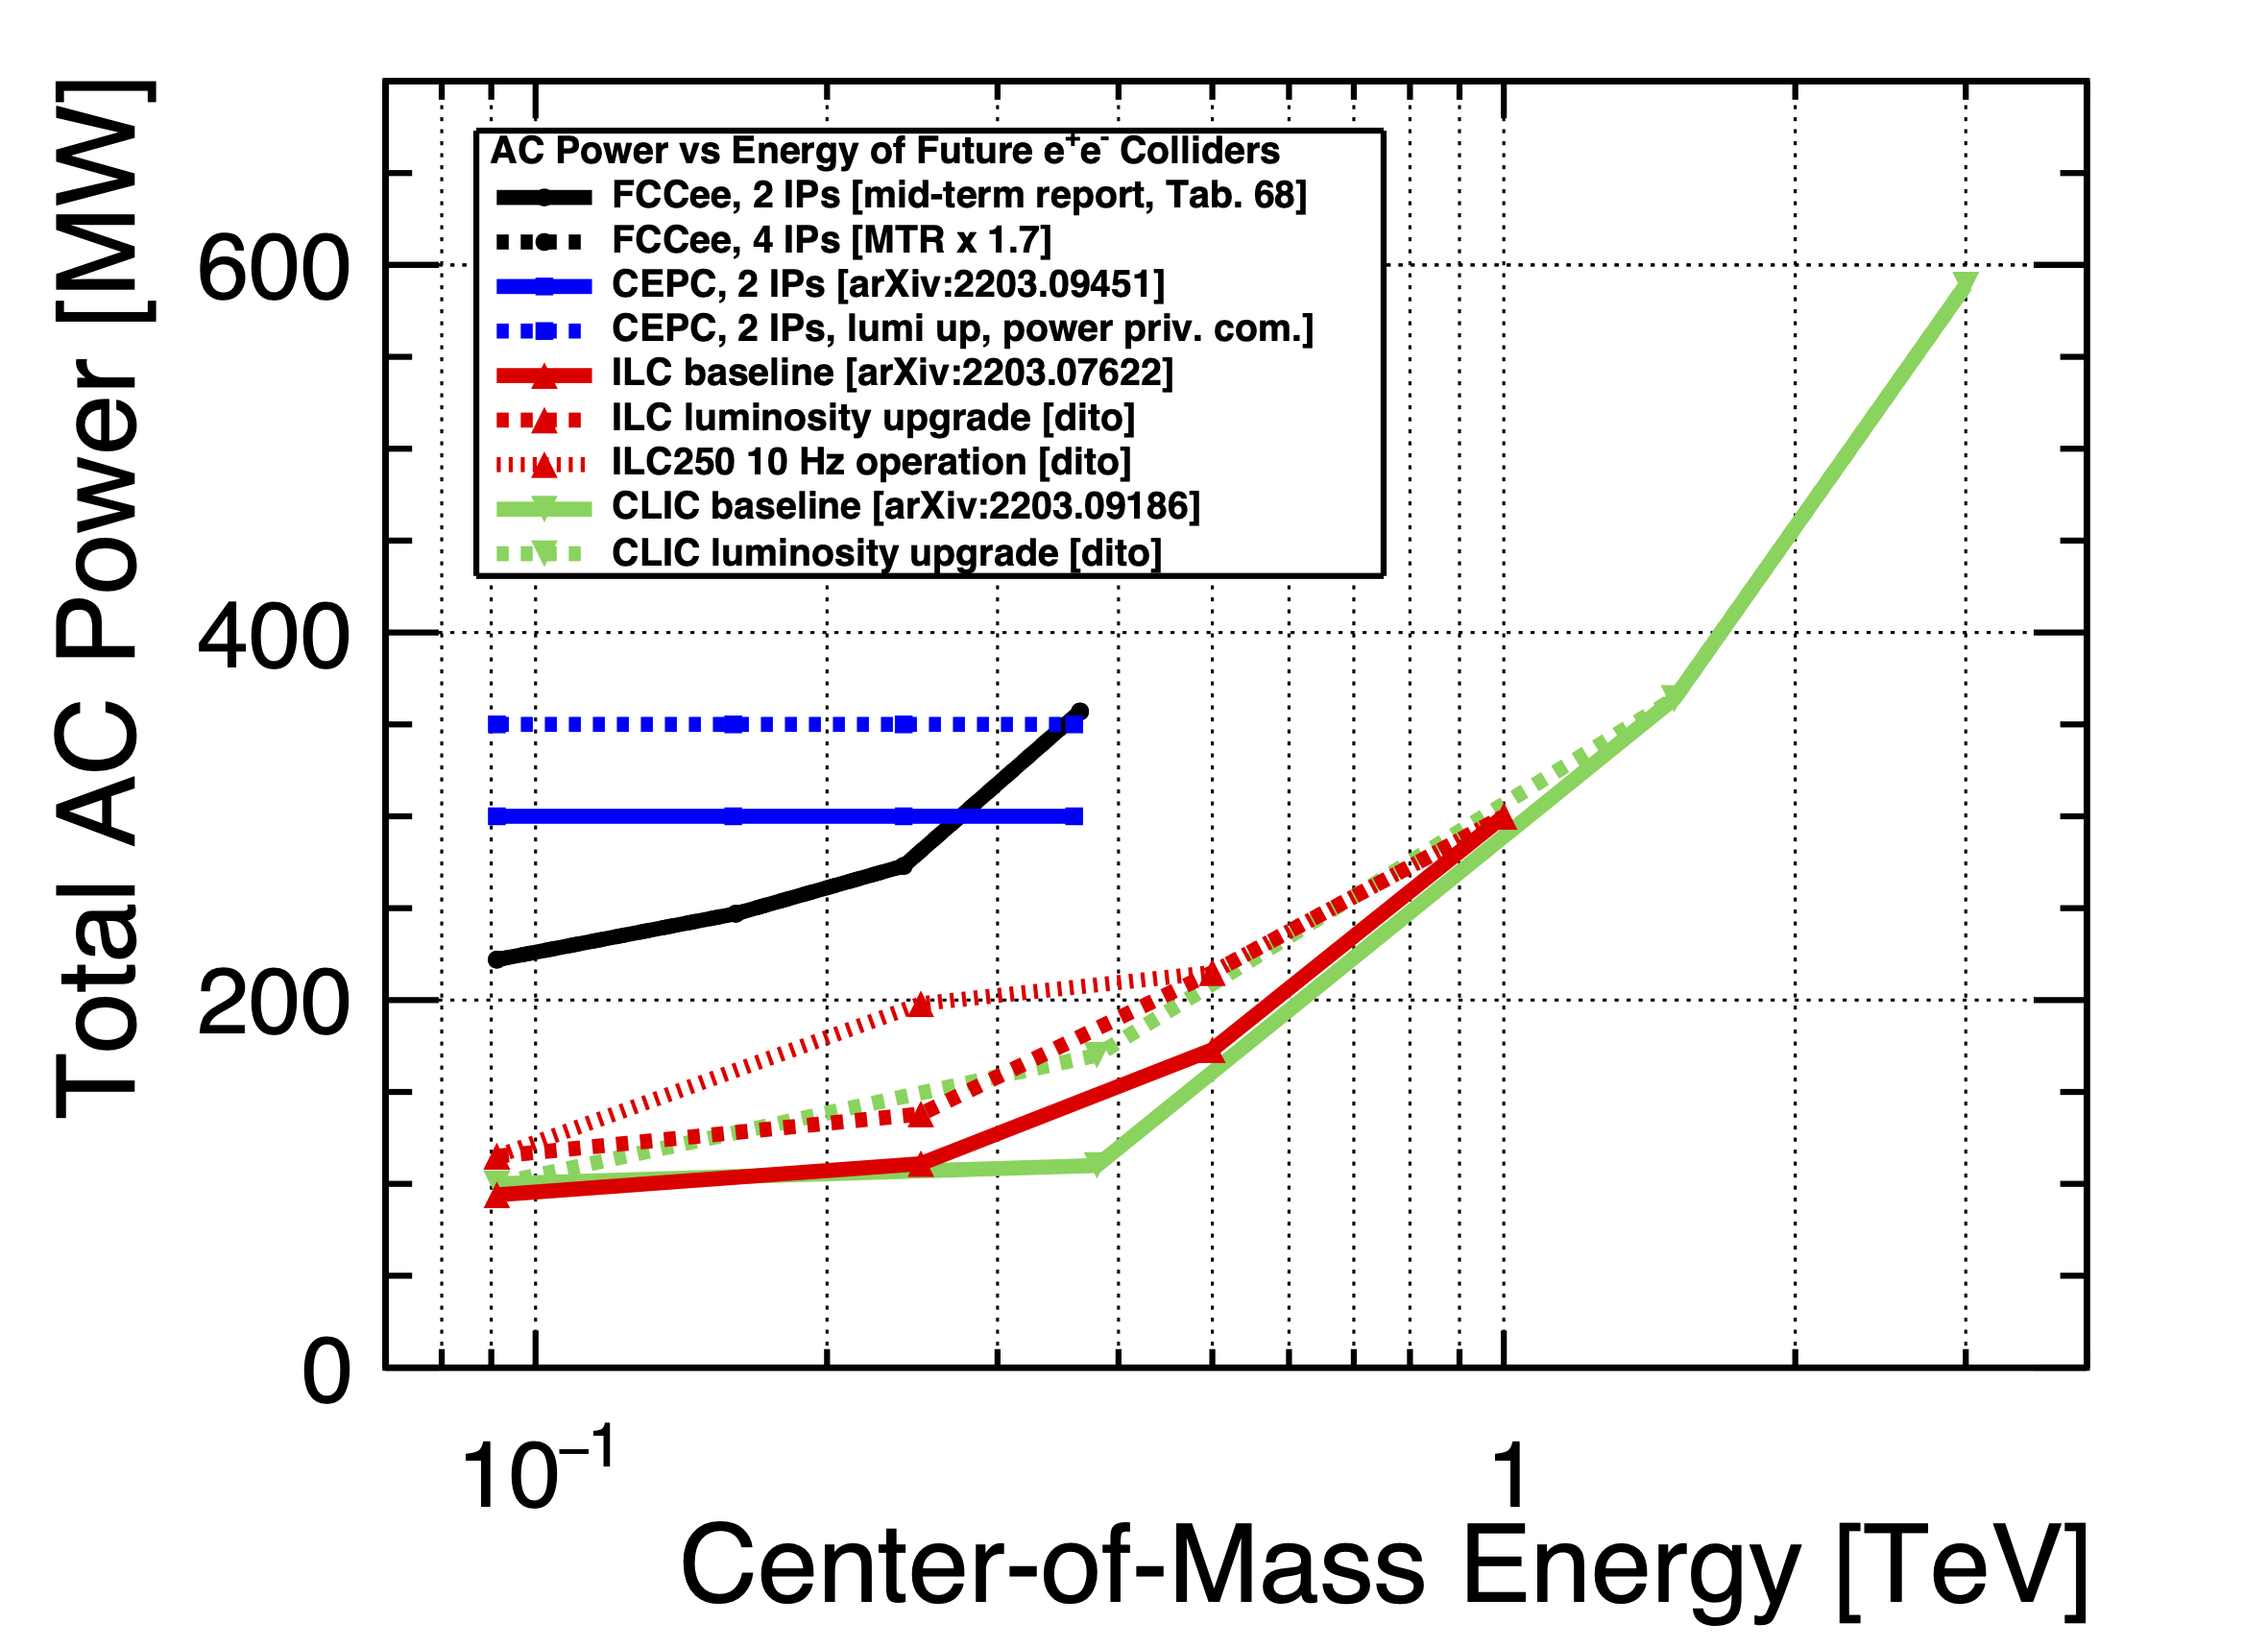 Total AC Power [MW]
600
400
200
0
AC Power vs Energy of Future e⁺e⁻ Colliders
FCCee, 2 IPs [mid-term report, Tab. 68]
FCCee, 4 IPs [MTR x 1.7]
CEPC, 2 IPs [arXiv:2203.09451]
CEPC, 2 IPs, lumi up, power priv. com.]
ILC baseline [arXiv:2203.07622]
ILC luminosity upgrade [dito]
ILC250 10 Hz operation [dito]
CLIC baseline [arXiv:2203.09186]
CLIC luminosity upgrade [dito]
10⁻¹
1
Center-of-Mass Energy [TeV]